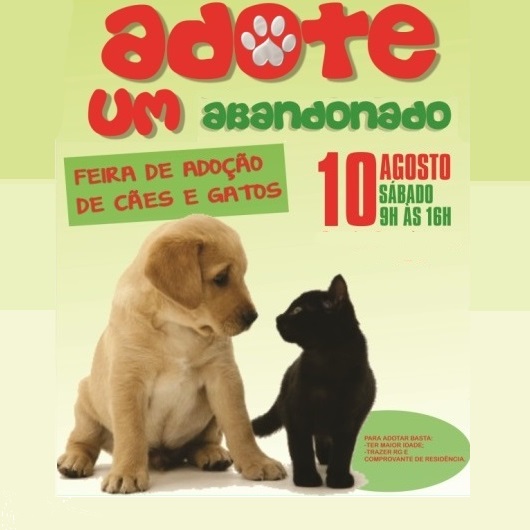 adote
um abandonado
FEIRA DE ADOÇÃO
DE CÃES E GATOS
10 AGOSTO
SÁBADO
9H ÀS 16H
PARA ADOTAR BASTA:
-TER MAIOR IDADE;
-TRAZER RG E
COMPROVANTE DE RESIDÊNCIA.